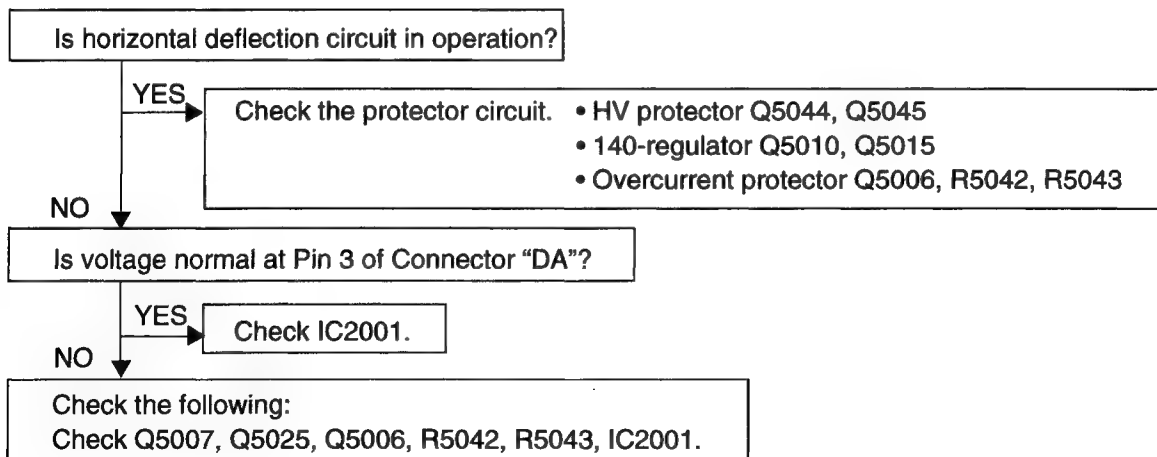 Is horizontal deflection circuit in operation?
YES
Check the protector circuit. • HV protector Q5044, Q5045
• 140-regulator Q5010, Q5015
• Overcurrent protector Q5006, R5042, R5043
NO
Is voltage normal at Pin 3 of Connector “DA”?
YES
Check IC2001.
NO
Check the following:
Check Q5007, Q5025, Q5006, R5042, R5043, IC2001.